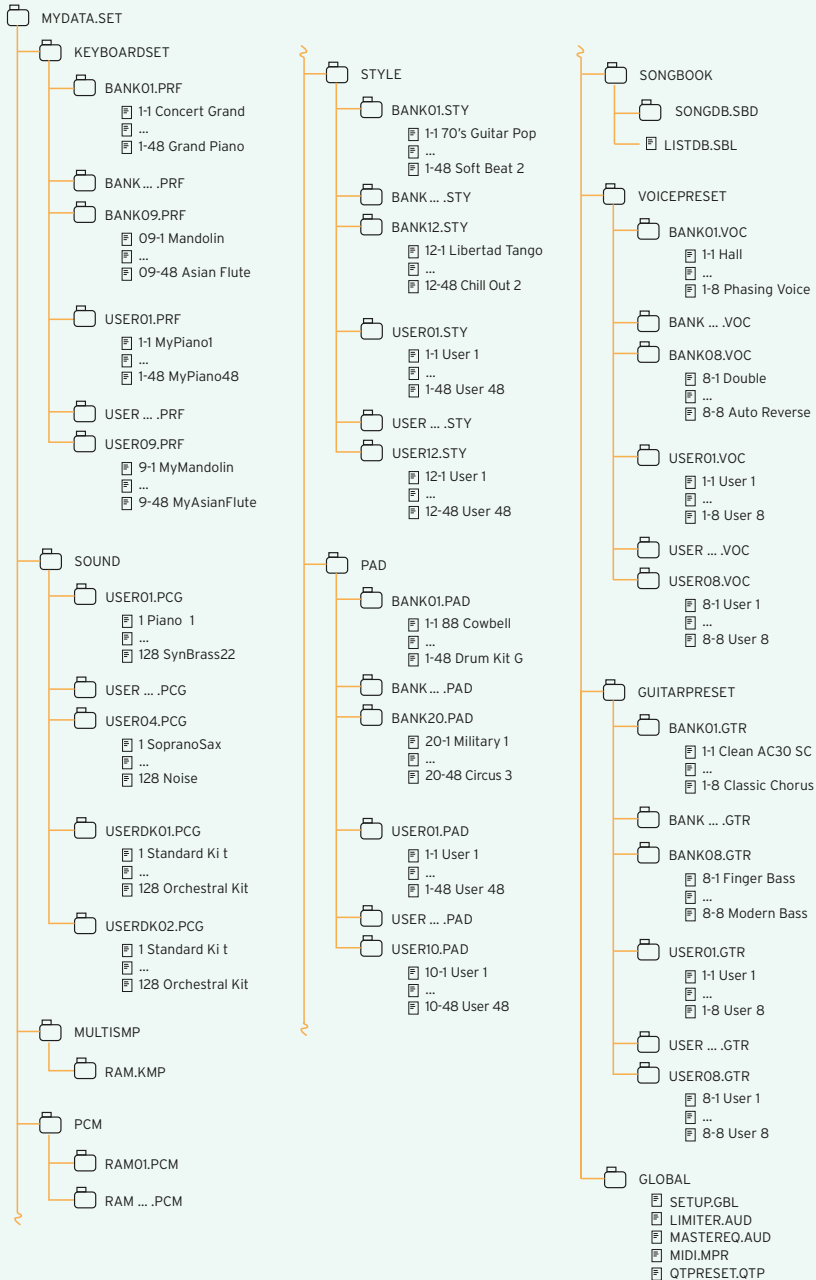 MYDATA.SET
KEYBOARDSET
BANK01.PRF
1-1 Concert Grand
...
1-48 Grand Piano
BANK ... .PRF
BANK09.PRF
09-1 Mandolin
...
09-48 Asian Flute
USER01.PRF
1-1 MyPiano1
...
1-48 MyPiano48
USER ... .PRF
USER09.PRF
9-1 MyMandolin
...
9-48 MyAsianFlute
SOUND
USER01.PCG
1 Piano 1
...
128 SynBrass22
USER ... .PCG
USER04.PCG
1 SopranoSax
...
128 Noise
USERDK01.PCG
1 Standard Ki t
...
128 Orchestral Kit
USERDK02.PCG
1 Standard Ki t
...
128 Orchestral Kit
MULTISMP
RAM.KMP
PCM
RAM01.PCM
RAM ... .PCM
STYLE
BANK01.STY
1-1 70's Guitar Pop
...
1-48 Soft Beat 2
BANK ... .STY
BANK12.STY
12-1 Libertad Tango
...
12-48 Chill Out 2
USER01.STY
1-1 User 1
...
1-48 User 48
USER ... .STY
USER12.STY
12-1 User 1
...
12-48 User 48
PAD
BANK01.PAD
1-1 88 Cowbell
...
1-48 Drum Kit G
BANK ... .PAD
BANK20.PAD
20-1 Military 1
...
20-48 Circus 3
USER01.PAD
1-1 User 1
...
1-48 User 48
USER ... .PAD
USER10.PAD
10-1 User 1
...
10-48 User 48
SONGBOOK
SONGDB.SBD
LISTDB.SBL
VOICEPRESET
BANK01.VOC
1-1 Hall
...
1-8 Phasing Voice
BANK ... .VOC
BANK08.VOC
8-1 Double
...
8-8 Auto Reverse
USER01.VOC
1-1 User 1
...
1-8 User 8
USER ... .VOC
USER08.VOC
8-1 User 1
...
8-8 User 8
GUITARPRESET
BANK01.GTR
1-1 Clean AC30 SC
...
1-8 Classic Chorus
BANK ... .GTR
BANK08.GTR
8-1 Finger Bass
...
8-8 Modern Bass
USER01.GTR
1-1 User 1
...
1-8 User 8
USER ... .GTR
USER08.GTR
8-1 User 1
...
8-8 User 8
GLOBAL
SETUP.GBL
LIMITER.AUD
MASTEREQ.AUD
MIDI.MPR
QTPRESET.QTP